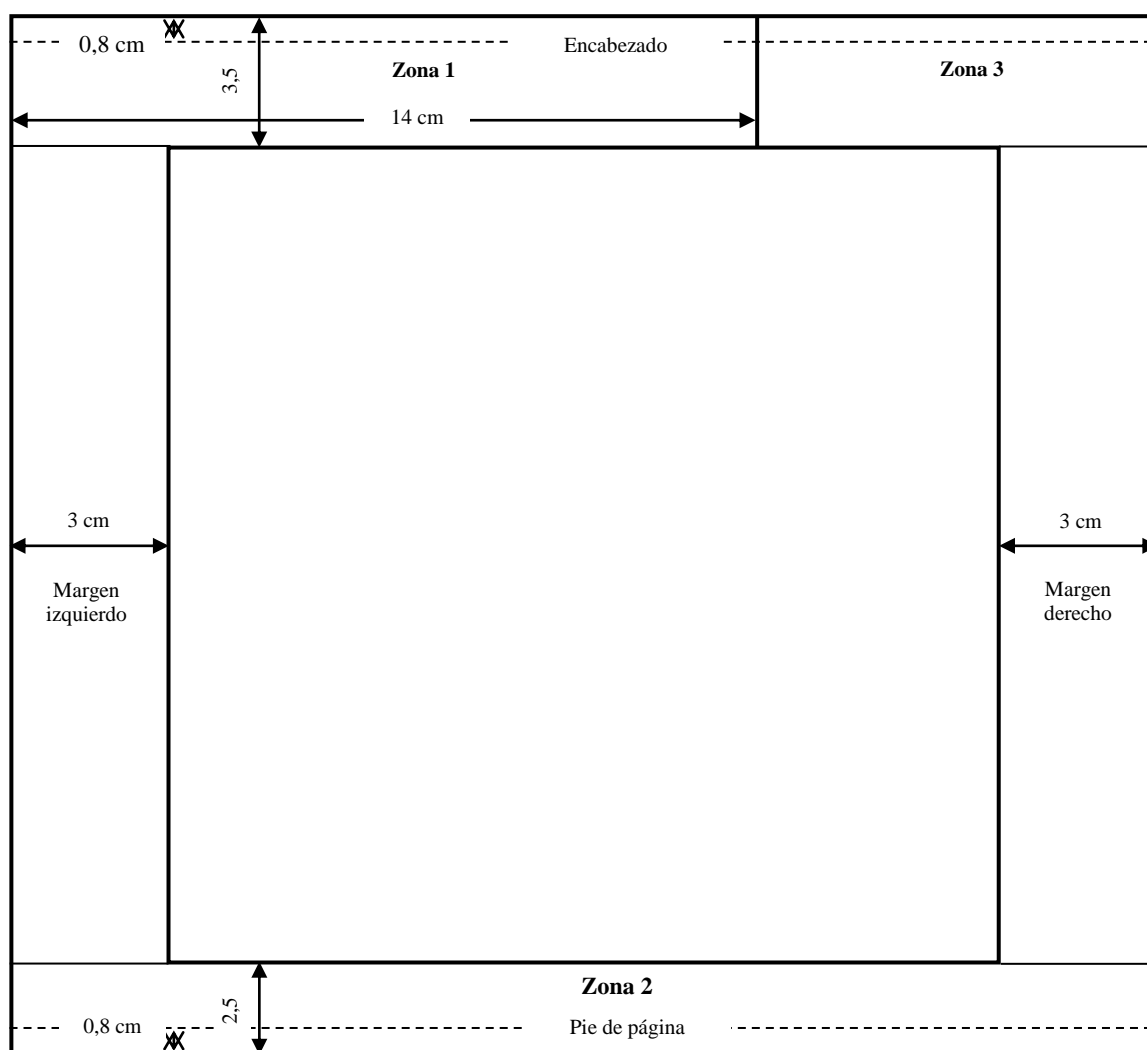 0,8 cm
Encabezado
Zona 1
Zona 3
3,5
14 cm
3 cm
3 cm
Margen
izquierdo
Margen
derecho
Zona 2
2,5
0,8 cm
Pie de página